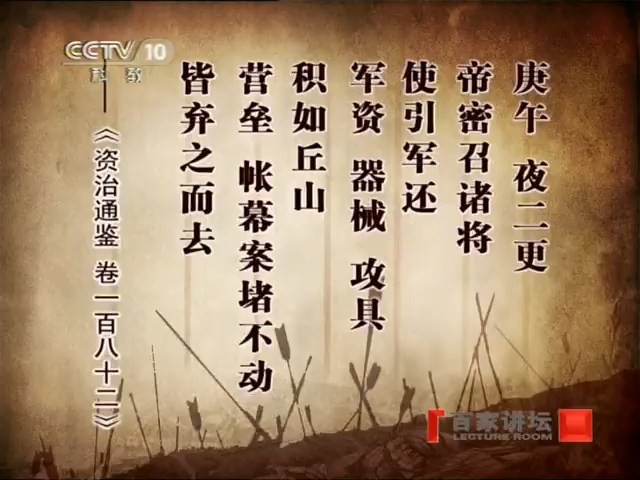 CCTV 10
科教
庚午 夜二更
帝密召诸将
使引军还
军资 器械 攻具
积如丘山
营垒 帐幕案堵不动
皆弃之而去
——《资治通鉴 卷一百八十二》
百家讲坛
LECTURE ROOM